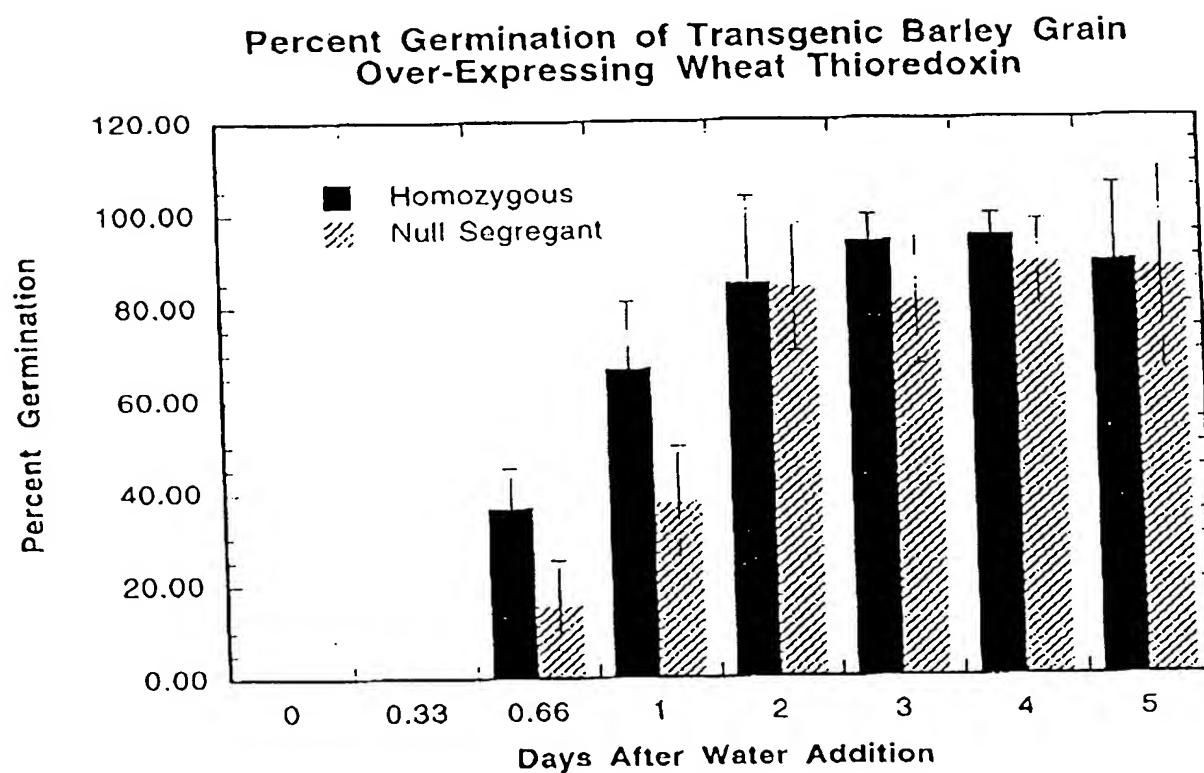 Percent Germination of Transgenic Barley Grain
Over-Expressing Wheat Thioredoxin
Percent Germination
120.00
100.00
80.00
60.00
40.00
20.00
0.00
Homozygous
Null Segregant
0 0.33 0.66 1 2 3 4 5
Days After Water Addition